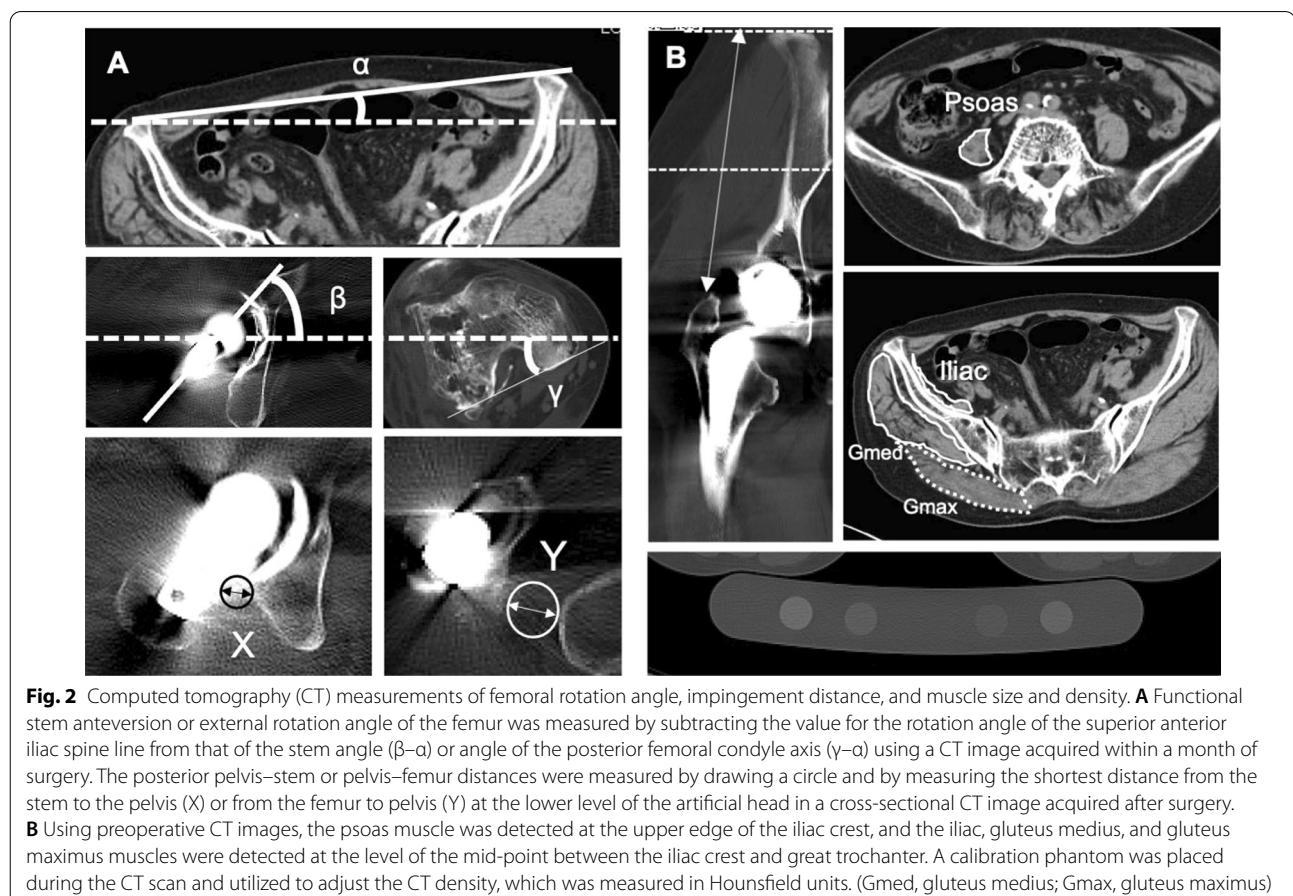 A
α
β
γ
X
Y
B
Psoas
Iliac
Gmed
Gmax
Fig. 2 Computed tomography (CT) measurements of femoral rotation angle, impingement distance, and muscle size and density. A Functional
stem anteversion or external rotation angle of the femur was measured by subtracting the value for the rotation angle of the superior anterior
iliac spine line from that of the stem angle (β–α) or angle of the posterior femoral condyle axis (γ–α) using a CT image acquired within a month of
surgery. The posterior pelvis–stem or pelvis–femur distances were measured by drawing a circle and by measuring the shortest distance from the
stem to the pelvis (X) or from the femur to pelvis (Y) at the lower level of the artificial head in a cross-sectional CT image acquired after surgery.
B Using preoperative CT images, the psoas muscle was detected at the upper edge of the iliac crest, and the iliac, gluteus medius, and gluteus
maximus muscles were detected at the level of the mid-point between the iliac crest and great trochanter. A calibration phantom was placed
during the CT scan and utilized to adjust the CT density, which was measured in Hounsfield units. (Gmed, gluteus medius; Gmax, gluteus maximus)